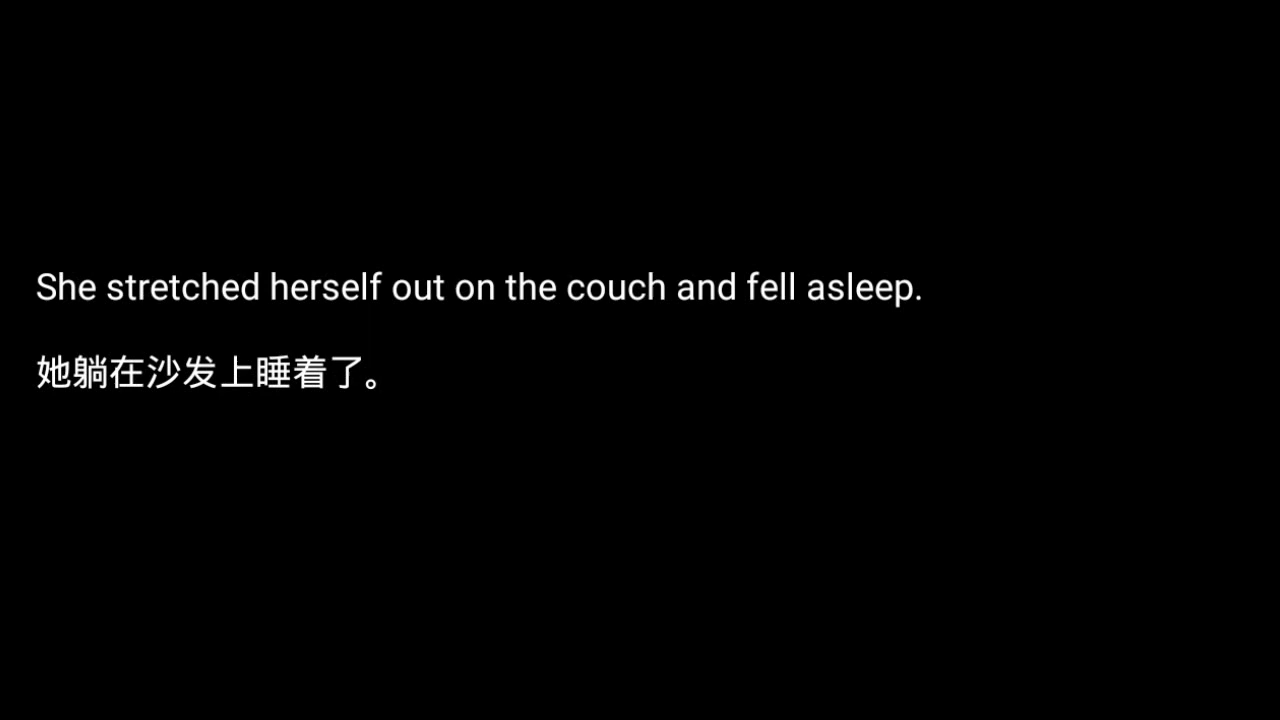 She stretched herself out on the couch and fell asleep.
她躺在沙发上睡着了。